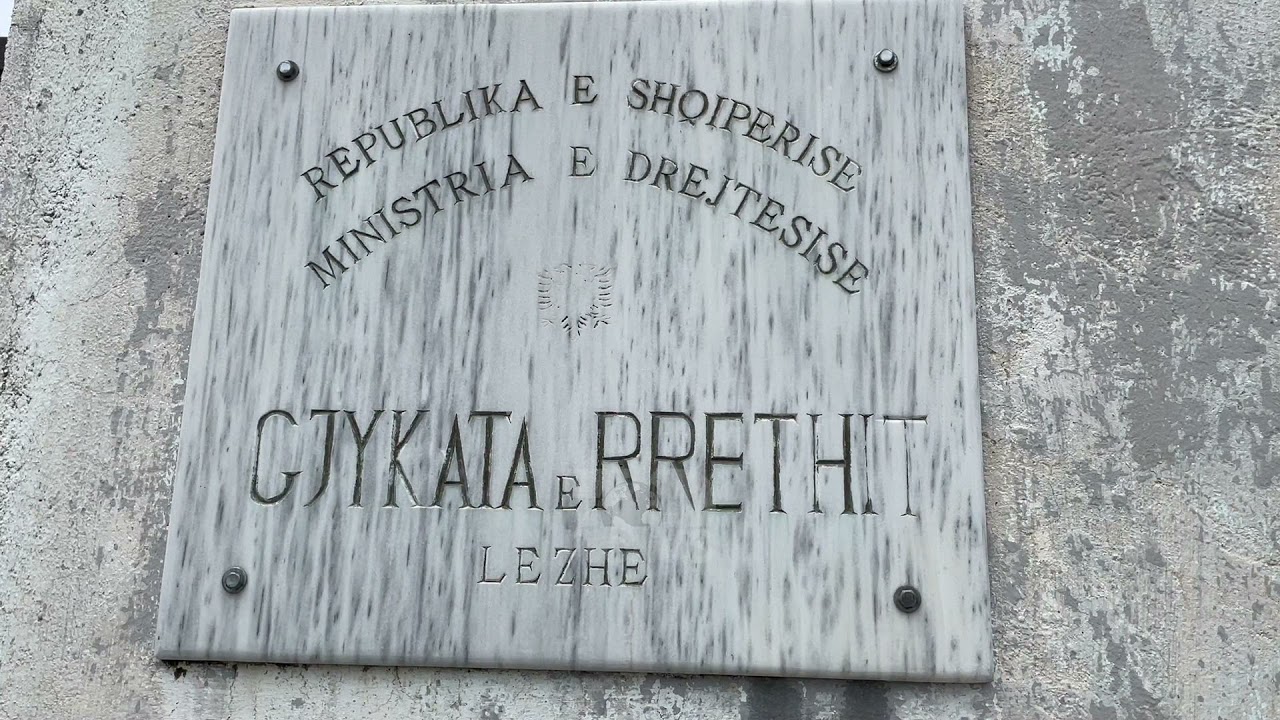 REPUBLIKA E SHQIPERISE
MINISTRIA E DREJTESISE
GJYKATA E RRETHIT
LEZHE